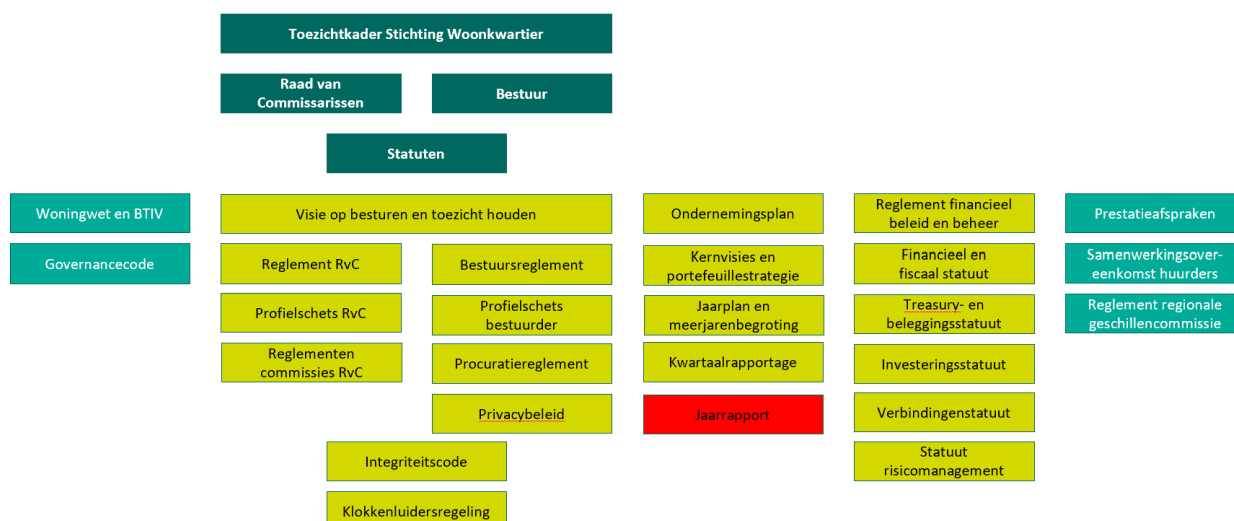 Toezichtkader Stichting Woonkwartier
Raad van
Commissarissen
Bestuur
Statuten
Woningwet en BTIV
Governancecode
Visie op besturen en toezicht houden
Reglement RvC
Profielschets RvC
Reglementen
commissies RvC
Bestuursreglement
Profielschets
bestuurder
Procuratiereglement
Privacybeleid
Integriteitscode
Klokkenluidersregeling
Ondernemingsplan
Kernvisies en
portefeuillestrategie
Jaarplan en
meerjarenbegroting
Kwartaalrapportage
Jaarrapport
Reglement financieel
beleid en beheer
Financieel en
fiscaal statuut
Treasury- en
beleggingsstatuut
Investeringsstatuut
Verbindingenstatuut
Statuut
risicomanagement
Prestatieafspraken
Samenwerkingsover-
eenkomst huurders
Reglement regionale
geschillencommissie